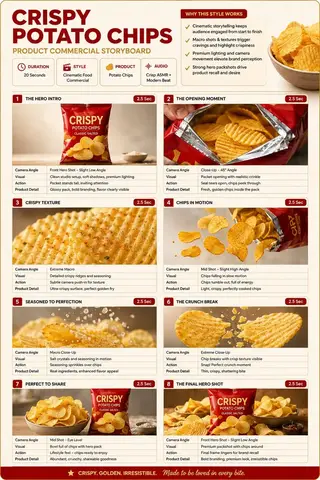 CRISPY
POTATO CHIPS
PRODUCT COMMERCIAL STORYBOARD
DURATION
20 Seconds
STYLE
Cinematic Food
Commercial
PRODUCT
Potato Chips
AUDIO
Crisp ASMR +
Modern Beat
WHY THIS STYLE WORKS
Cinematic storytelling keeps
audience engaged from start to finish
Macro shots & textures trigger
cravings and highlight crispness
Premium lighting and camera
movement elevate brand perception
Strong hero packshots drive
product recall and desire
1 THE HERO INTRO 2.5 Sec
CRISPY
POTATO CHIPS
CLASSIC SALTED
Camera Angle Front Hero Shot – Slight Low Angle
Visual Clean studio setup, soft shadows, premium lighting
Action Packet stands tall, inviting attention
Product Detail Glossy pack, bold branding, flavor clearly visible
2 THE OPENING MOMENT 2.5 Sec
Camera Angle Close-Up – 45° Angle
Visual Packet opening with realistic crinkle
Action Seal tears open, chips peek through
Product Detail Fresh, golden chips inside the pack
3 CRISPY TEXTURE 2.5 Sec
Camera Angle Extreme Macro
Visual Detailed crispy ridges and seasoning
Action Subtle camera push-in for texture
Product Detail Ultra-crispy surface, perfect golden fry
4 CHIPS IN MOTION 2.5 Sec
Camera Angle Mid Shot – Slight High Angle
Visual Chips falling in slow motion
Action Chips tumble out, full of energy
Product Detail Light, crispy, perfectly cooked chips
5 SEASONED TO PERFECTION 2.5 Sec
Camera Angle Macro Close-Up
Visual Salt crystals and seasoning in motion
Action Seasoning sprinkles over chips
Product Detail Real ingredients, enhanced flavor appeal
6 THE CRUNCH BREAK 2.5 Sec
Camera Angle Extreme Close-Up
Visual Chip breaks with crisp texture visible
Action Snap! Perfect crunch moment
Product Detail Thin, crispy, shattering bite
7 PERFECT TO SHARE 2.5 Sec
CRISPY
POTATO CHIPS
CLASSIC SALTED
Camera Angle Mid Shot – Eye Level
Visual Bowl full of chips with hero pack
Action Lifestyle feel – chips ready to enjoy
Product Detail Abundant, crunchy, shareable goodness
8 THE FINAL HERO SHOT 2.5 Sec
CRISPY
POTATO CHIPS
CLASSIC SALTED
Camera Angle Front Hero Shot – Slight Low Angle
Visual Premium packshot with chips around
Action Final frame lingers for brand recall
Product Detail Bold branding, premium look, irresistible chips
CRISPY. GOLDEN. IRRESISTIBLE. Made to be loved in every bite.